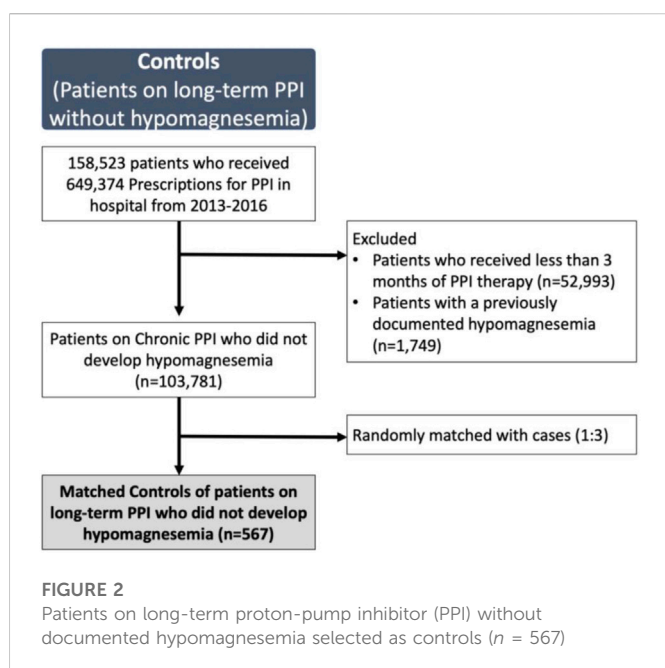 Controls
(Patients on long-term PPI
without hypomagnesemia)
158,523 patients who received
649,374 Prescriptions for PPI in
hospital from 2013-2016
Excluded
• Patients who received less than 3
months of PPI therapy (n=52,993)
• Patients with a previously
documented hypomagnesemia
(n=1,749)
Patients on Chronic PPI who did not
develop hypomagnesemia
(n=103,781)
Randomly matched with cases (1:3)
Matched Controls of patients on
long-term PPI who did not develop
hypomagnesemia (n=567)
FIGURE 2
Patients on long-term proton-pump inhibitor (PPI) without
documented hypomagnesemia selected as controls (n = 567)